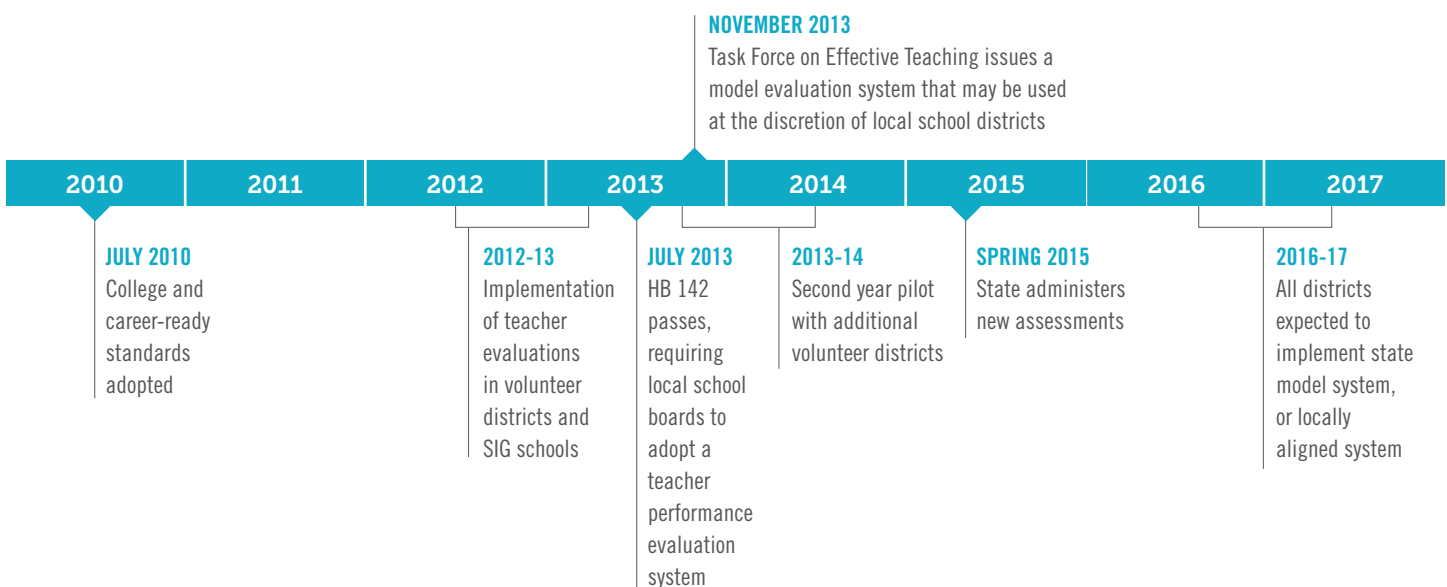 NOVEMBER 2013
Task Force on Effective Teaching issues a
model evaluation system that may be used
at the discretion of local school districts
2010
2011
2012
2013
2014
2015
2016
2017
JULY 2010
College and
career-ready
standards
adopted
2012-13
Implementation
of teacher
evaluations
in volunteer
districts and
SIG schools
JULY 2013
HB 142
passes,
requiring
local school
boards to
adopt a
teacher
performance
evaluation
system
2013-14
Second year pilot
with additional
volunteer districts
SPRING 2015
State administers
new assessments
2016-17
All districts
expected to
implement state
model system,
or locally
aligned system